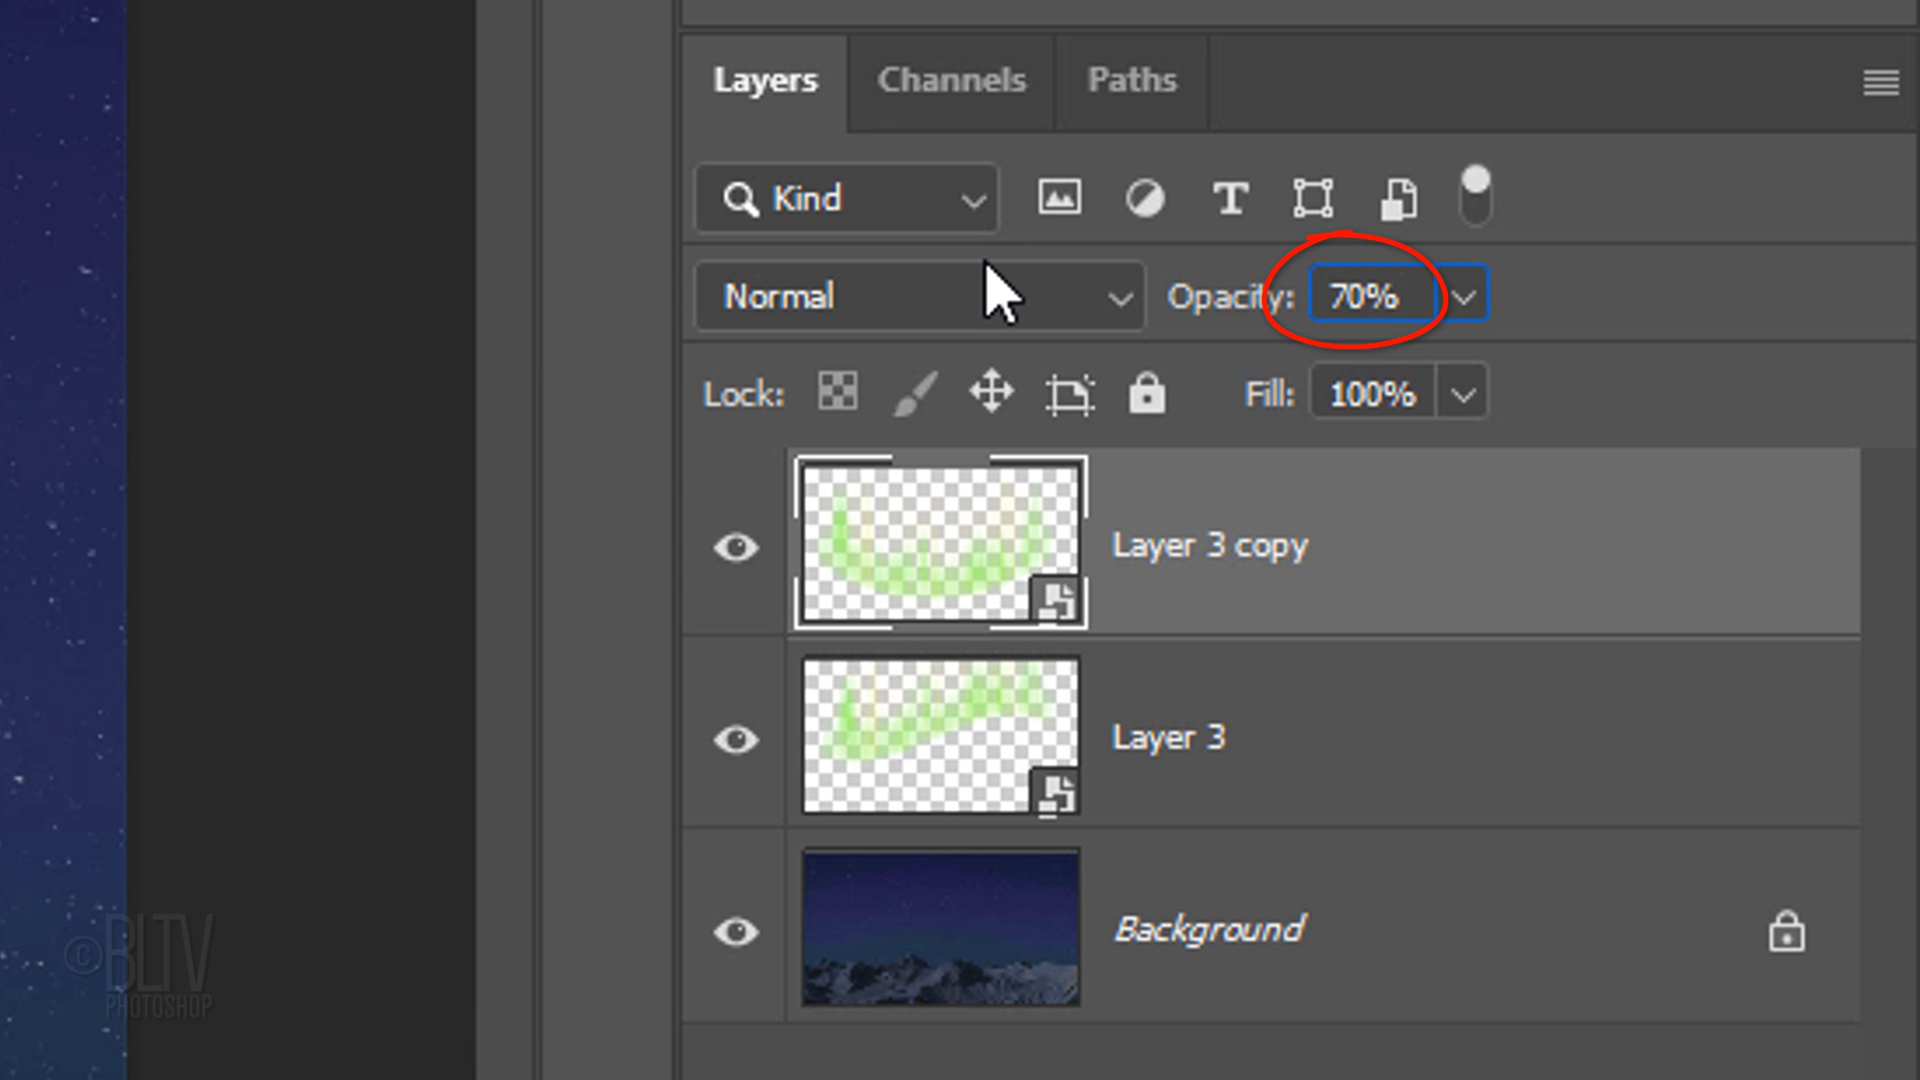 Layers Channels Paths
Kind
Normal Opacity: 70%
Lock: Fill: 100%
Layer 3 copy
Layer 3
Background
©BLTV
PHOTOSHOP